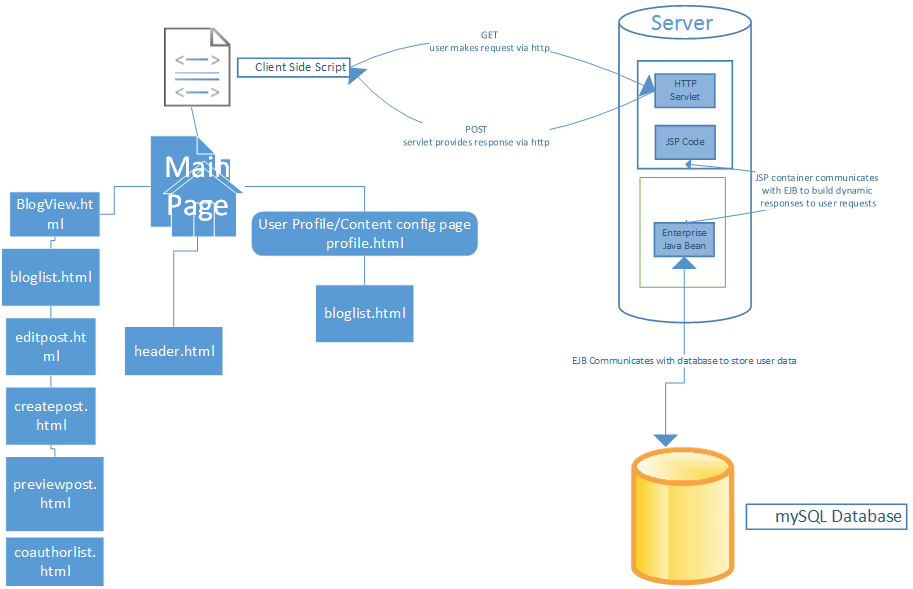 Server
GET
user makes request via http
Client Side Script
HTTP
Servlet
POST
servlet provides response via http
JSP Code
JSP container communicates
with EJB to build dynamic
responses to user requests
Main
Page
BlogView.ht
ml
User Profile/Content config page
profile.html
Enterprise
Java Bean
bloglist.html
bloglist.html
editpost.ht
ml
header.html
EJB Communicates with database to store user data
createpost.
html
previewpost.
html
mySQL Database
coauthorlist.
html